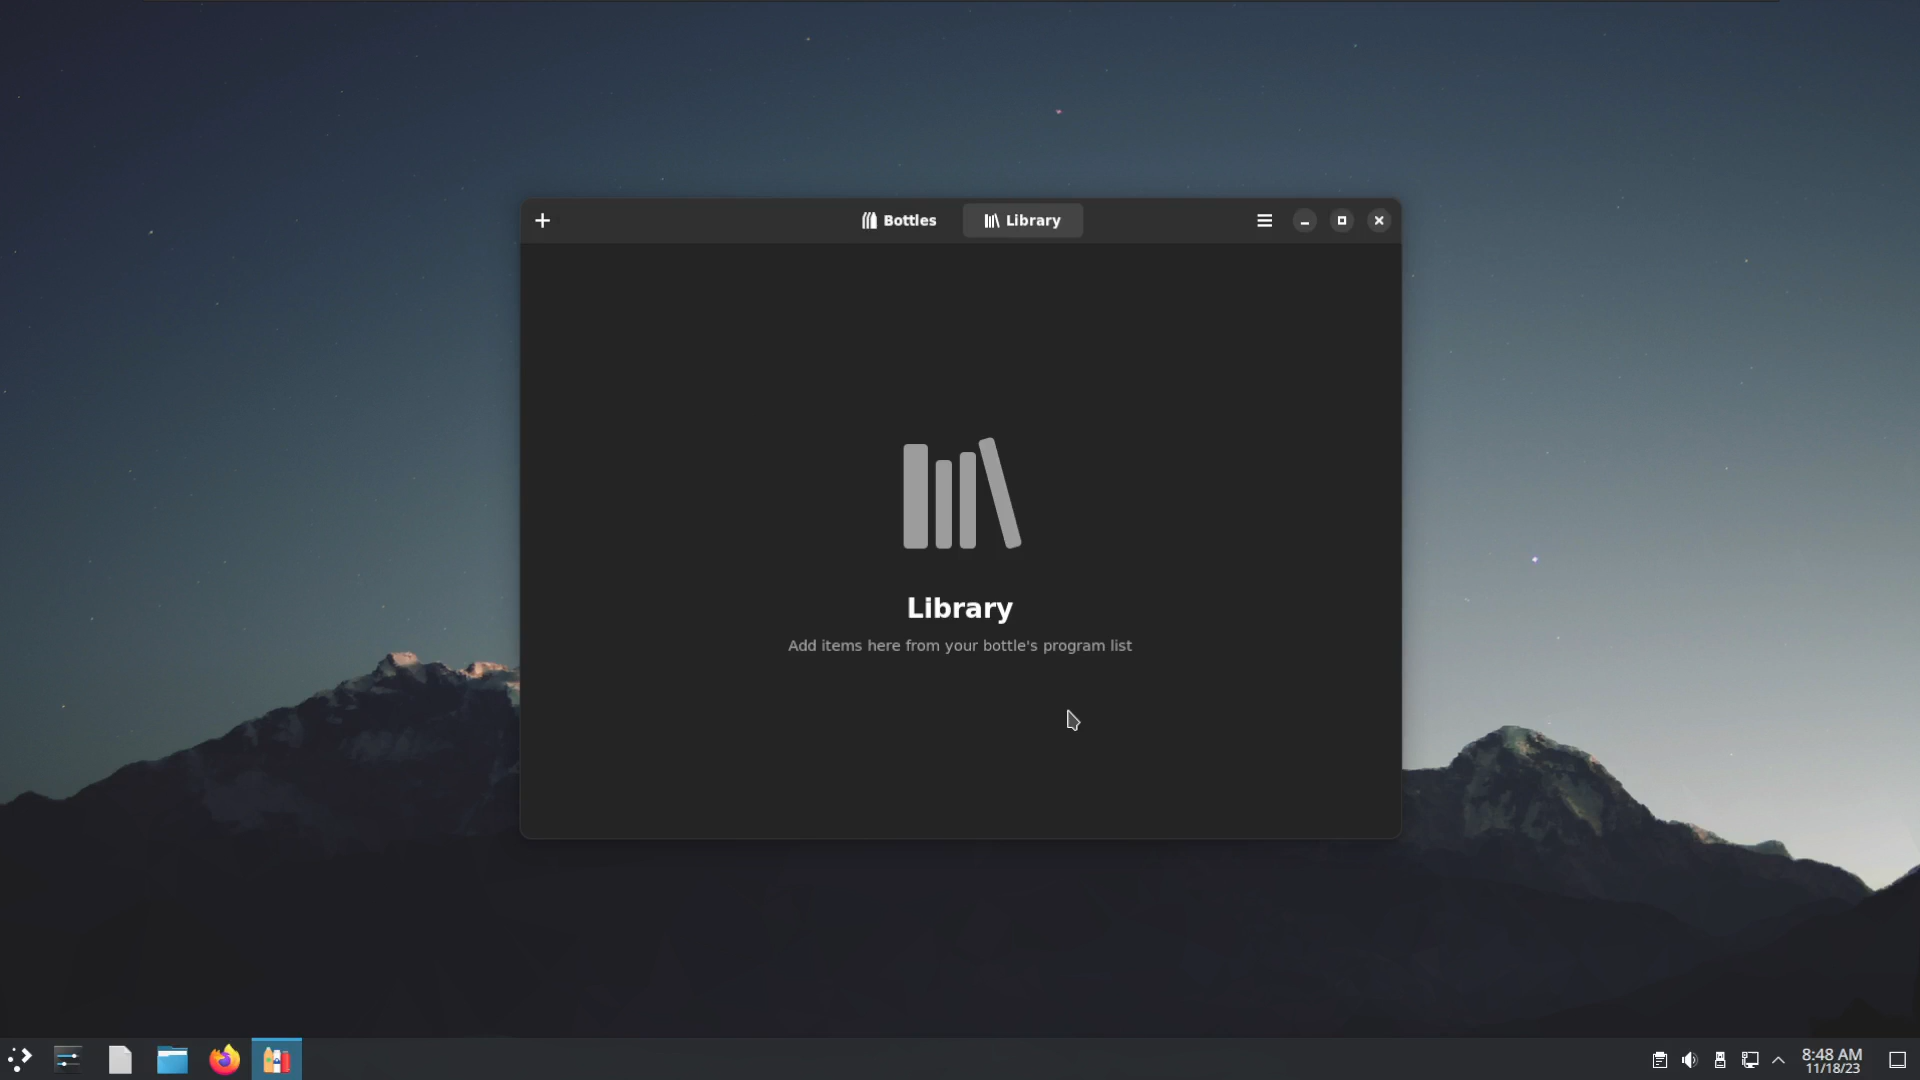 Bottles
Library
Library
Add items here from your bottle's program list
8:48 AM
11/18/23